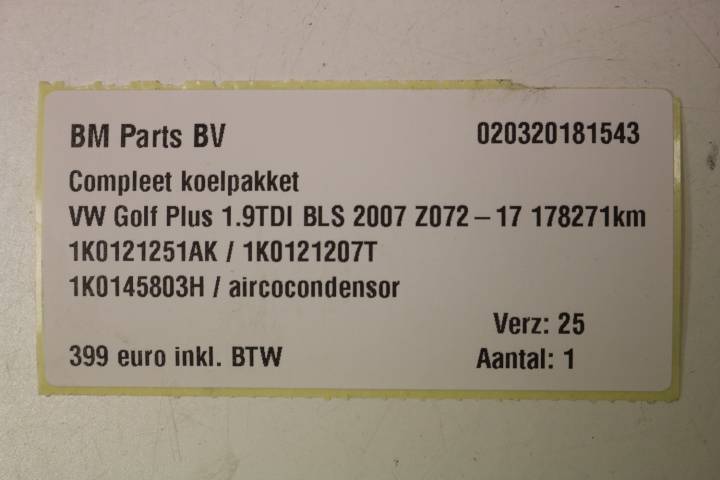 BM Parts BV 020320181543
Compleet koelpakket
VW Golf Plus 1.9TDI BLS 2007 Z072 – 17 178271km
1K0121251AK / 1K0121207T
1K0145803H / aircocondensor
Verz: 25
399 euro inkl. BTW Aantal: 1